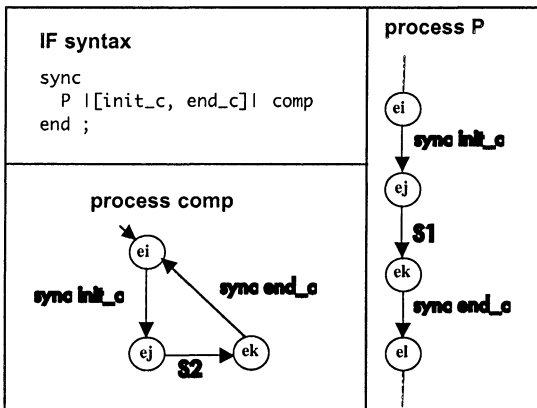 IF syntax
sync
P |[init_c, end_c]| comp
end ;
process comp
ei
sync init_c
sync end_c
ej
S2
ek
process P
ei
sync init_c
ej
S1
ek
sync end_c
el